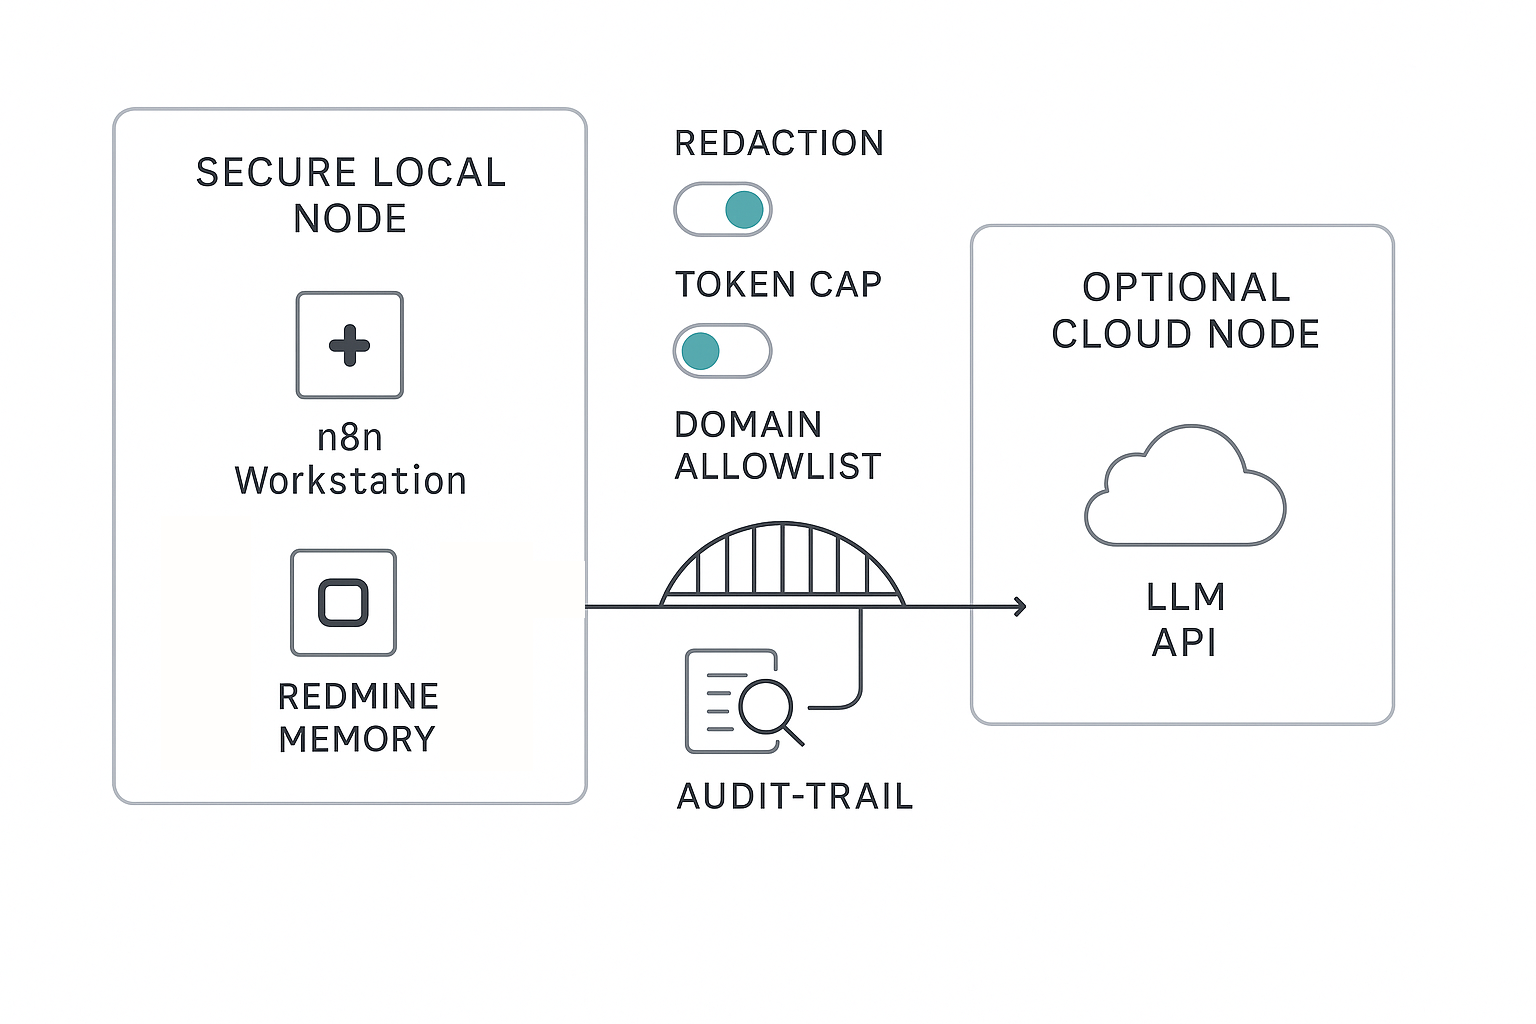 SECURE LOCAL
NODE
n8n
Workstation
REDMINE
MEMORY
REDACTION
TOKEN CAP
DOMAIN
ALLOWLIST
AUDIT-TRAIL
OPTIONAL
CLOUD NODE
LLM
API